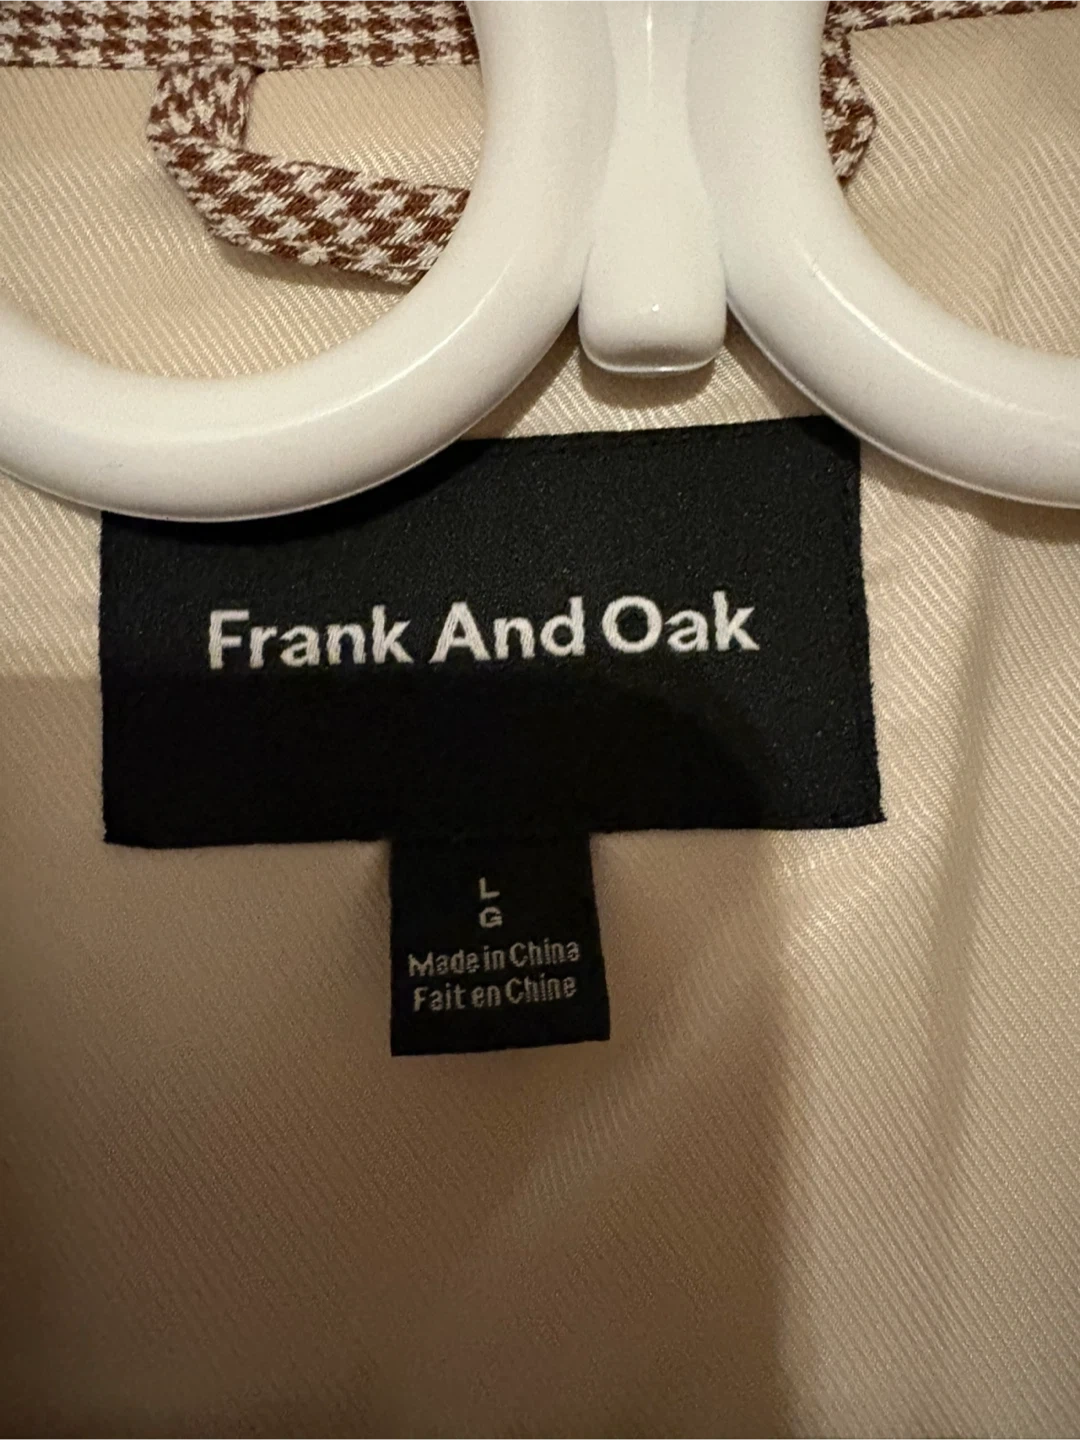 Frank And Oak
L
G
Made in China
Fait en Chine